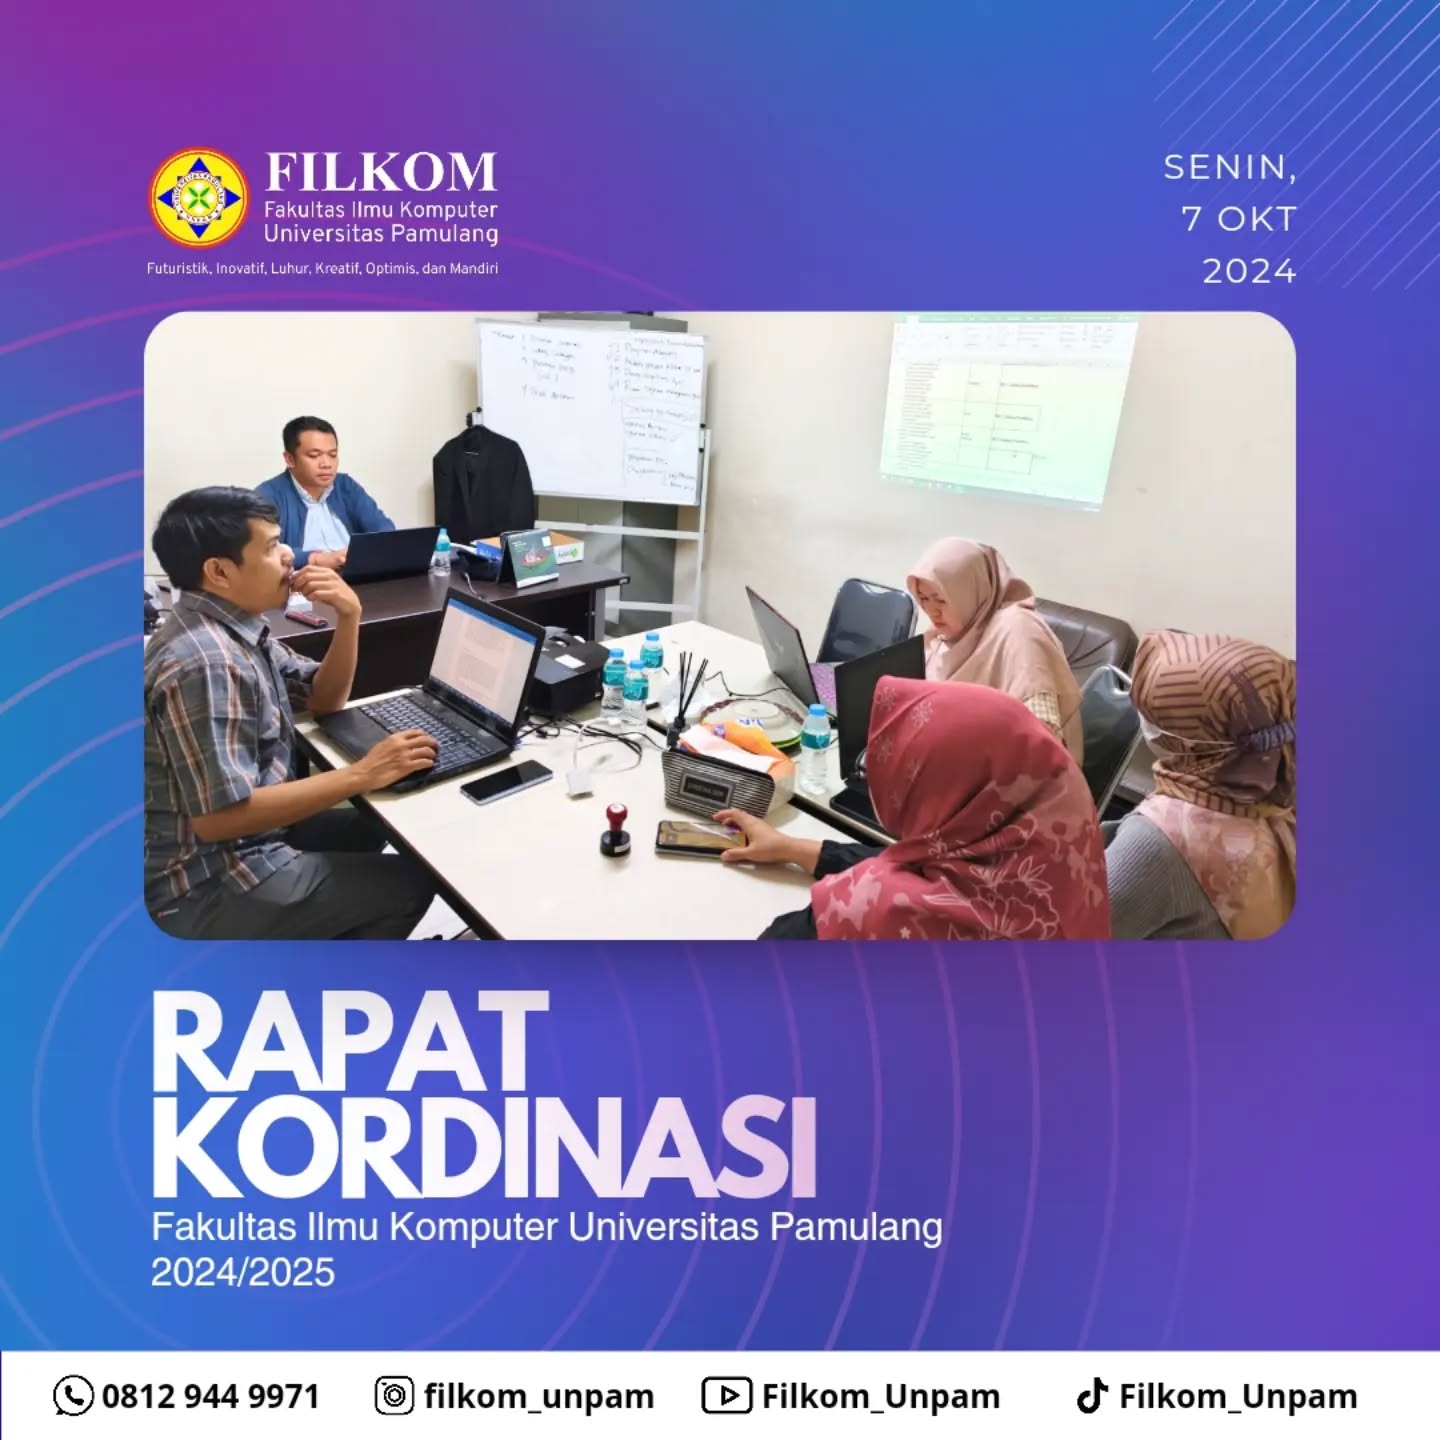 FILKOM
Fakultas Ilmu Komputer
Universitas Pamulang
Futuristik, Inovatif, Luhur, Kreatif, Optimis, dan Mandiri
SENIN,
7 OKT
2024
RAPAT
KORDINASI
Fakultas Ilmu Komputer Universitas Pamulang
2024/2025
0812 944 9971
filkom_unpam
Filkom_Unpam
Filkom_Unpam